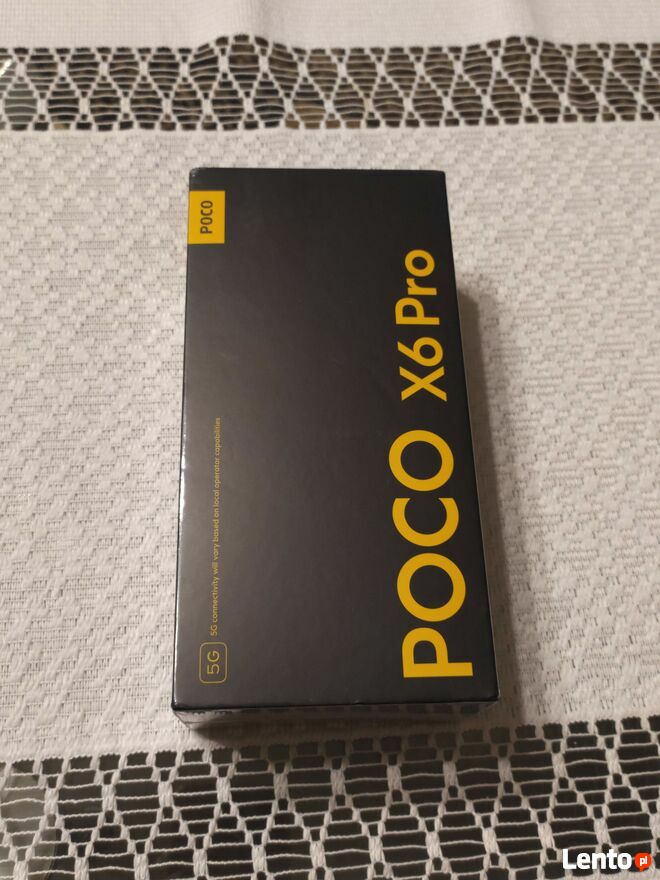 POCO
POCO X6 Pro
5G
5G connectivity will vary based on local operator capabilities
Lento.pl